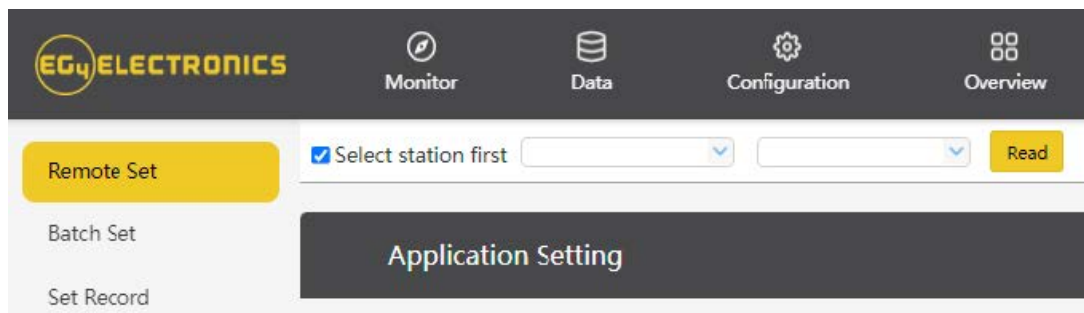 EG4 ELECTRONICS
Monitor
Data
Configuration
Overview
Remote Set
Select station first
Read
Batch Set
Application Setting
Set Record